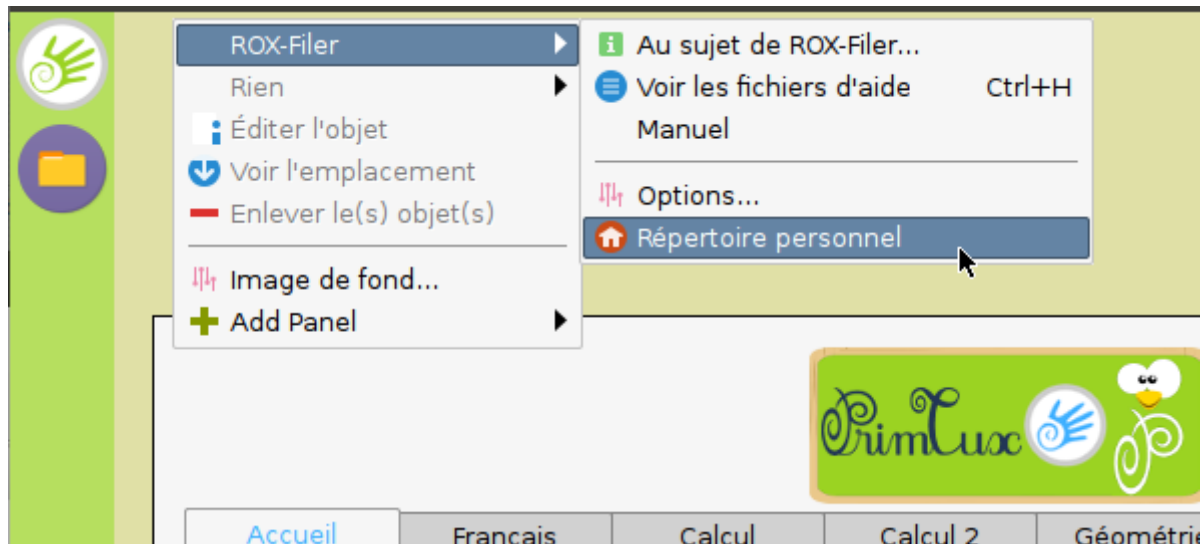 ROX-Filer
Rien
Éditer l'objet
Voir l'emplacement
Enlever le(s) objet(s)
Image de fond...
Add Panel
Au sujet de ROX-Filer...
Voir les fichiers d'aide Ctrl+H
Manuel
Options...
Répertoire personnel
PrimTux
Accueil Français Calcul Calcul 2 Géométrie